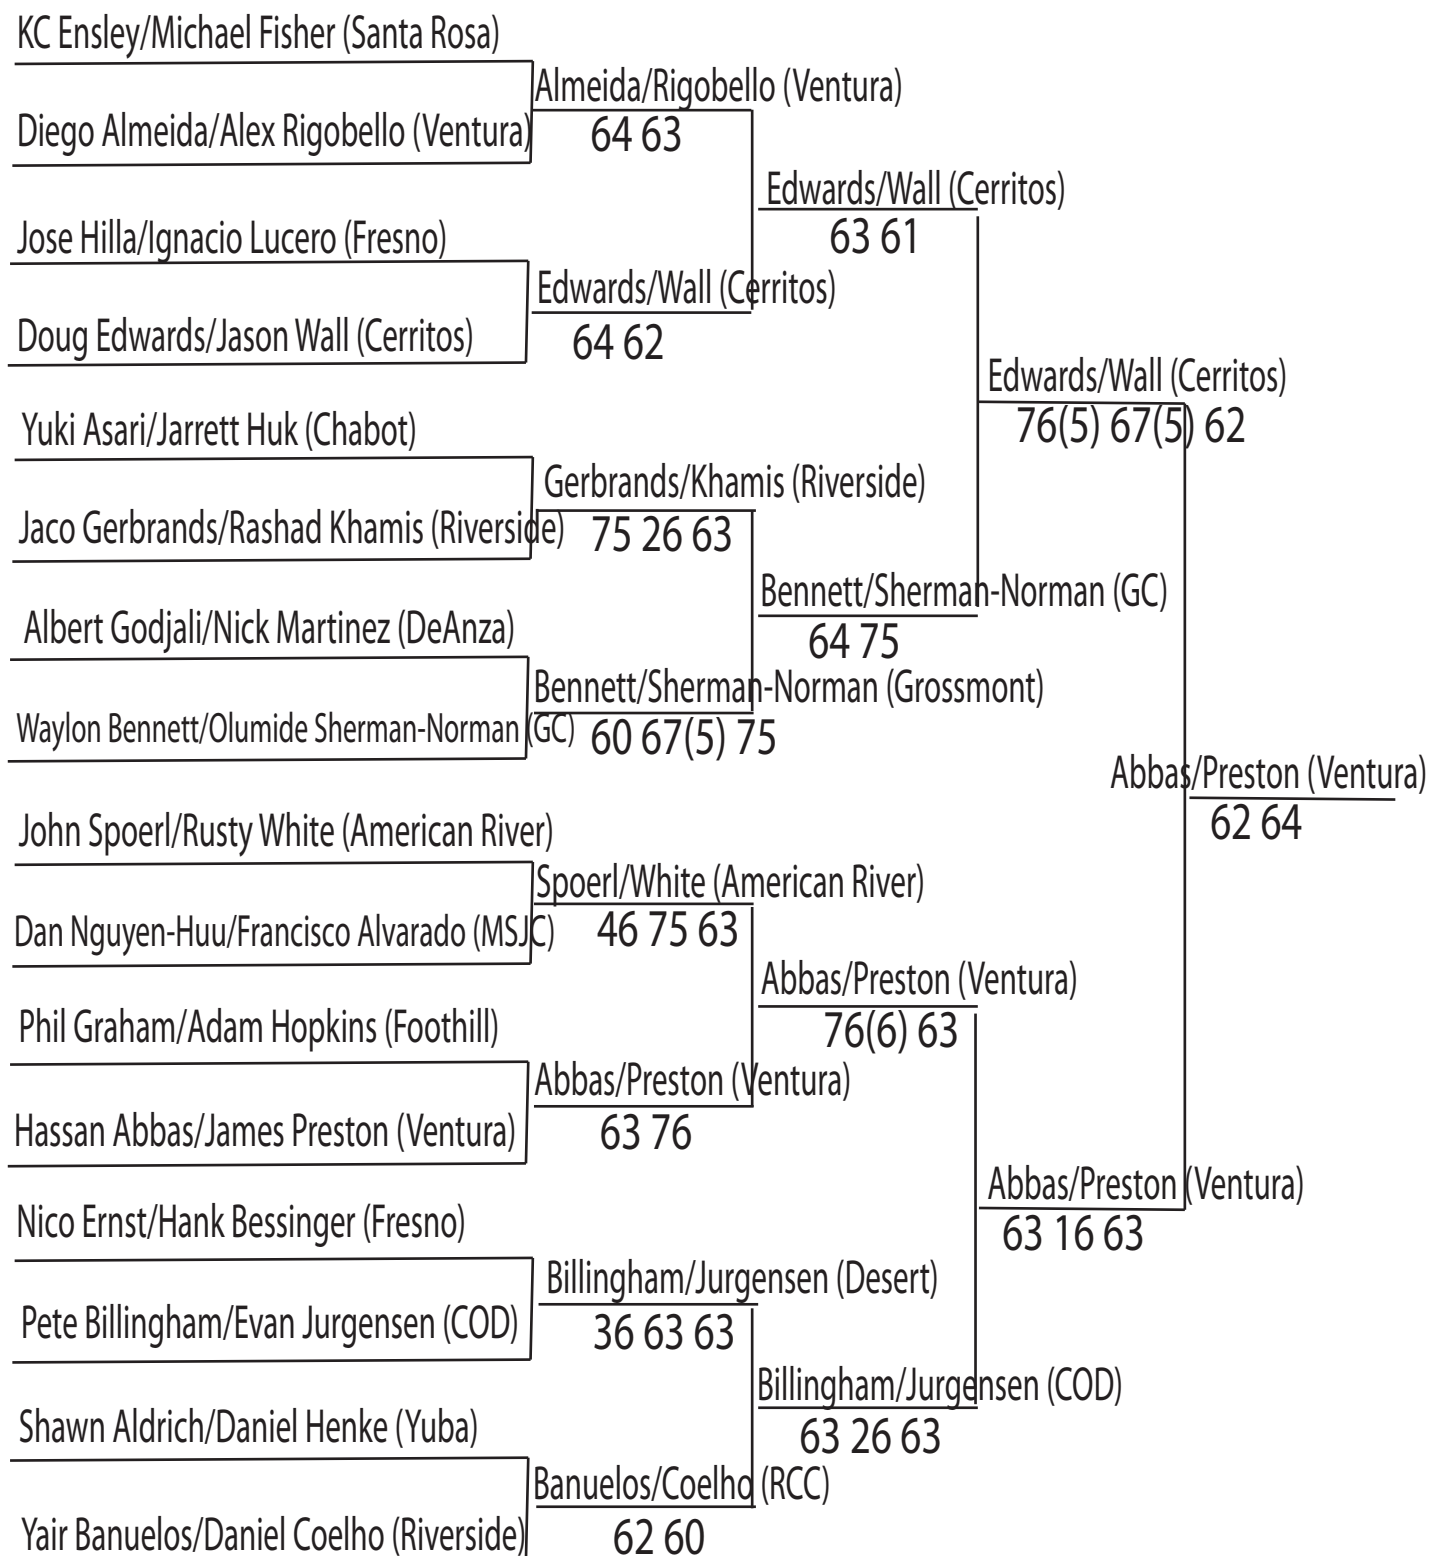 KC Ensley/Michael Fisher (Santa Rosa)
Almeida/Rigobello (Ventura)
Diego Almeida/Alex Rigobello (Ventura)
64 63
Edwards/Wall (Cerritos)
63 61
Jose Hilla/Ignacio Lucero (Fresno)
Edwards/Wall (Cerritos)
Doug Edwards/Jason Wall (Cerritos)
64 62
Edwards/Wall (Cerritos)
76(5) 67(5) 62
Yuki Asari/Jarrett Huk (Chabot)
Gerbrands/Khamis (Riverside)
Jaco Gerbrands/Rashad Khamis (Riverside)
75 26 63
Bennett/Sherman-Norman (GC)
64 75
Albert Godjali/Nick Martinez (DeAnza)
Bennett/Sherman-Norman (Grossmont)
Waylon Bennett/Olumide Sherman-Norman (GC)
60 67(5) 75
Abbas/Preston (Ventura)
62 64
John Spoerl/Rusty White (American River)
Spoerl/White (American River)
Dan Nguyen-Huu/Francisco Alvarado (MSJC)
46 75 63
Abbas/Preston (Ventura)
76(6) 63
Phil Graham/Adam Hopkins (Foothill)
Abbas/Preston (Ventura)
Hassan Abbas/James Preston (Ventura)
63 76
Abbas/Preston (Ventura)
63 16 63
Nico Ernst/Hank Bessinger (Fresno)
Billingham/Jurgensen (Desert)
Pete Billingham/Evan Jurgensen (COD)
36 63 63
Billingham/Jurgensen (COD)
63 26 63
Shawn Aldrich/Daniel Henke (Yuba)
Banuelos/Coelho (RCC)
Yair Banuelos/Daniel Coelho (Riverside)
62 60